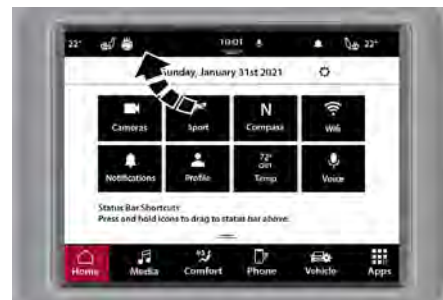 22° 10:01 22°
Sunday, January 31st 2021
Cameras Sport N Compass Wifi
Notifications Profile 72° OUT Temp Voice
Status Bar Shortcuts
Press and hold icons to drag to status bar above.
Home Media Comfort Phone Vehicle Apps